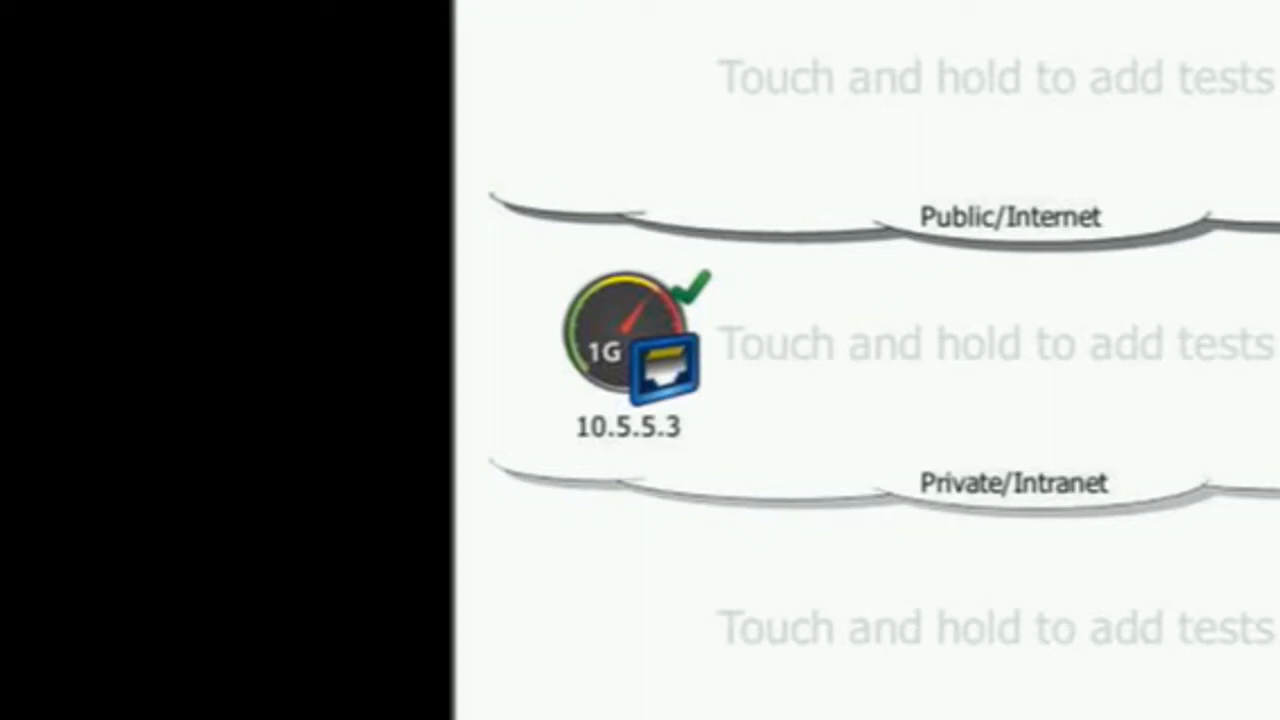 Touch and hold to add tests
Public/Internet
1G
Touch and hold to add tests
10.5.5.3
Private/Intranet
Touch and hold to add tests